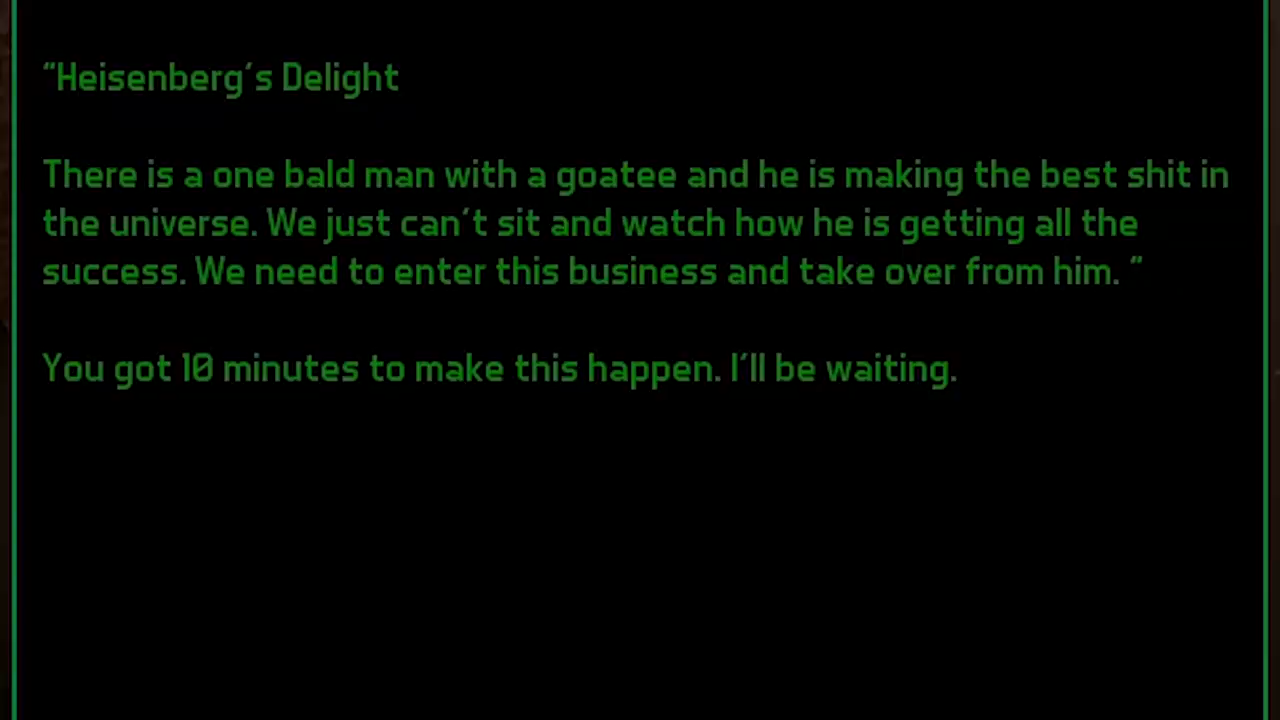 "Heisenberg's Delight
There is a one bald man with a goatee and he is making the best shit in
the universe. We just can't sit and watch how he is getting all the
success. We need to enter this business and take over from him. "
You got 10 minutes to make this happen. I'll be waiting.